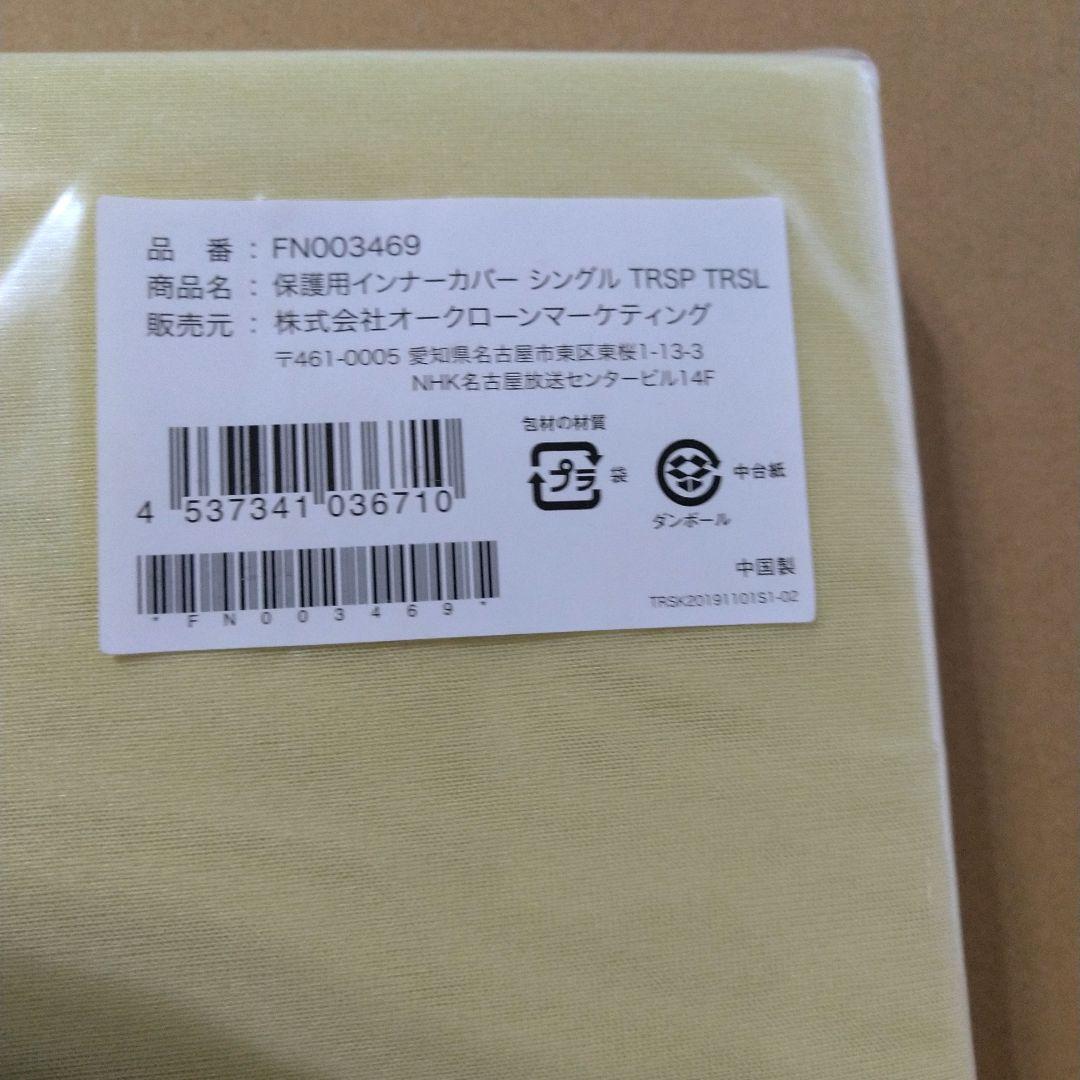 品　番 : FN003469
商品名 : 保護用インナーカバー シングル TRSP TRSL
販売元 : 株式会社オークローンマーケティング
〒461-0005 愛知県名古屋市東区東桜1-13-3
NHK名古屋放送センタービル14F
包材の材質
プラ 袋 中台紙
ダンボール
4 537341 036710
*FN003469*
中国製
TRSK20191101S1-02